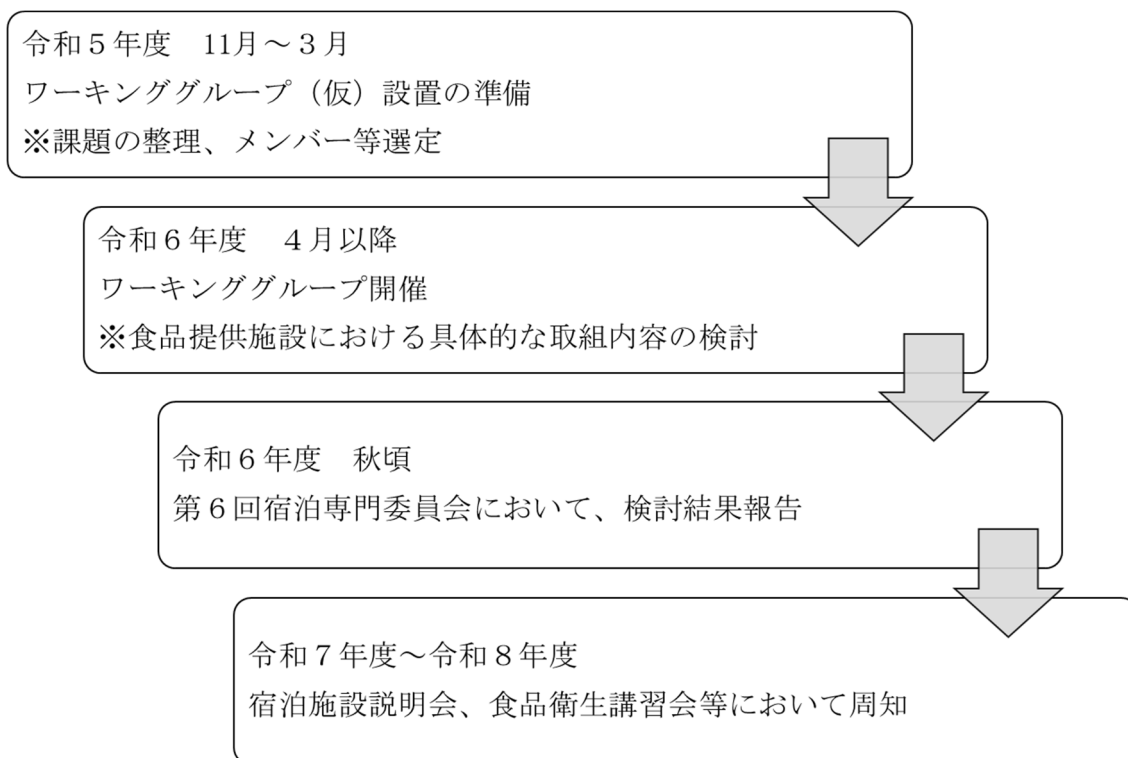 令和５年度　11月～３月
ワーキンググループ（仮）設置の準備
※課題の整理、メンバー等選定
令和６年度　４月以降
ワーキンググループ開催
※食品提供施設における具体的な取組内容の検討
令和６年度　秋頃
第６回宿泊専門委員会において、検討結果報告
令和７年度～令和８年度
宿泊施設説明会、食品衛生講習会等において周知